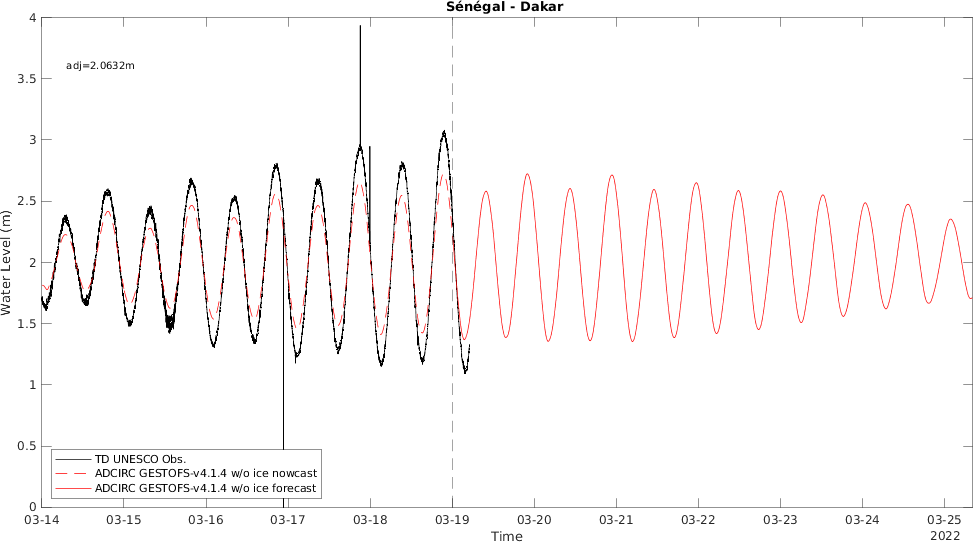 Sénégal - Dakar
adj=2.0632m
Water Level (m)
4
3.5
3
2.5
2
1.5
1
0.5
0
TD UNESCO Obs.
ADCIRC GESTOFS-v4.1.4 w/o ice nowcast
ADCIRC GESTOFS-v4.1.4 w/o ice forecast
03-14 03-15 03-16 03-17 03-18 03-19 03-20 03-21 03-22 03-23 03-24 03-25
Time
2022